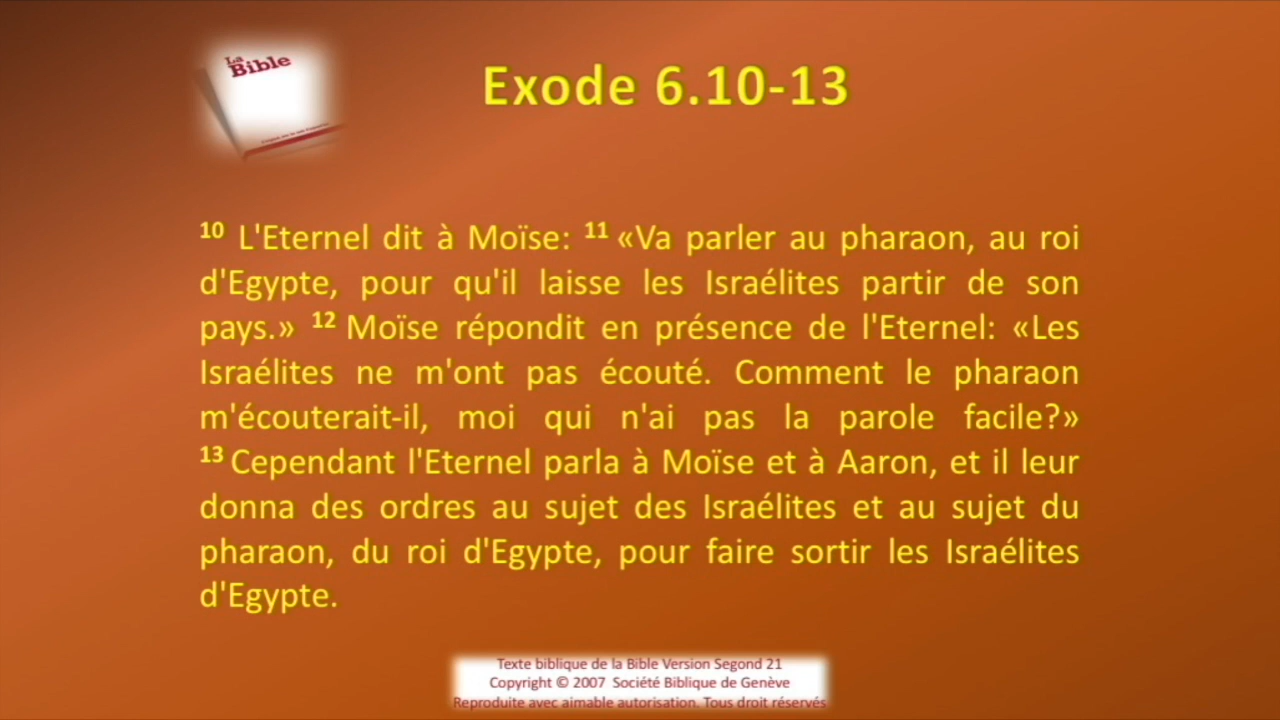 La
Bible
Exode 6.10-13
10 L'Eternel dit à Moïse: 11 «Va parler au pharaon, au roi
d'Egypte, pour qu'il laisse les Israélites partir de son
pays.» 12 Moïse répondit en présence de l'Eternel: «Les
Israélites ne m'ont pas écouté. Comment le pharaon
m'écouterait-il, moi qui n'ai pas la parole facile?»
13 Cependant l'Eternel parla à Moïse et à Aaron, et il leur
donna des ordres au sujet des Israélites et au sujet du
pharaon, du roi d'Egypte, pour faire sortir les Israélites
d'Egypte.
Texte biblique de la Bible Version Segond 21
Copyright © 2007 Société Biblique de Genève
Reproduite avec aimable autorisation. Tous droit réservés